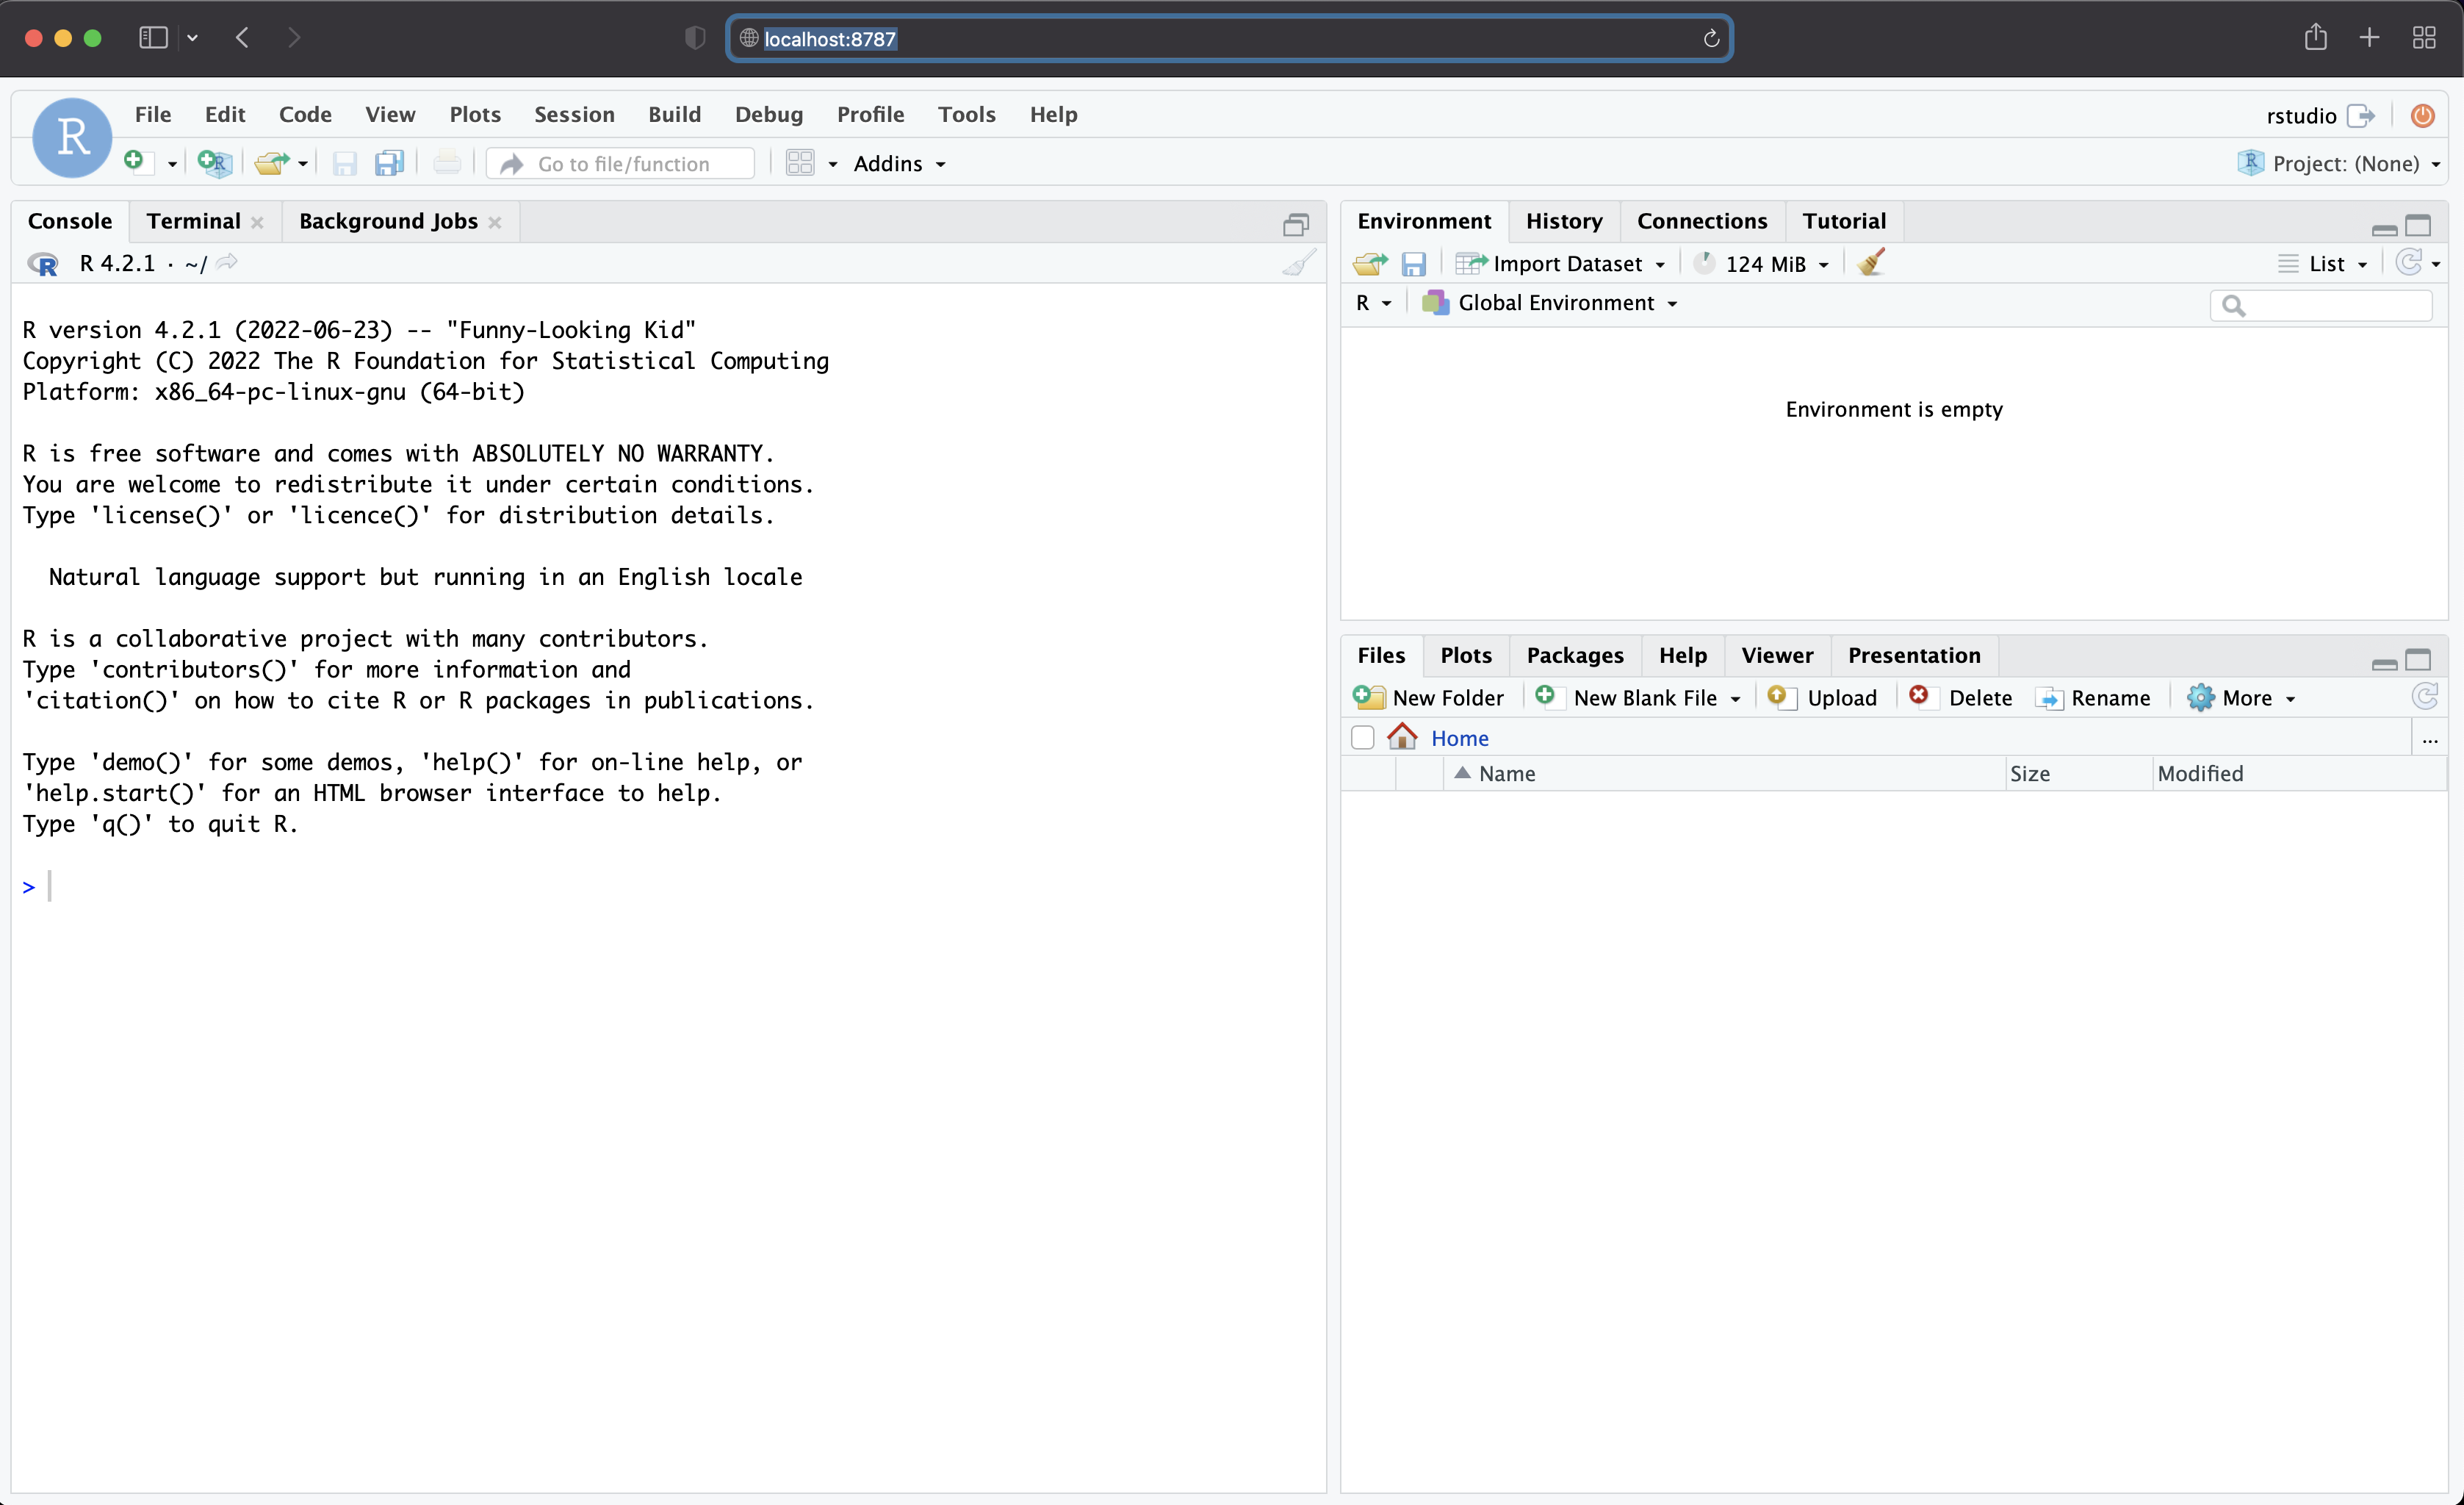 localhost:8787
R
File Edit Code View Plots Session Build Debug Profile Tools Help
rstudio
Go to file/function
Addins
Project: (None)
Console Terminal Background Jobs
R 4.2.1 · ~/
R version 4.2.1 (2022-06-23) -- "Funny-Looking Kid"
Copyright (C) 2022 The R Foundation for Statistical Computing
Platform: x86_64-pc-linux-gnu (64-bit)
R is free software and comes with ABSOLUTELY NO WARRANTY.
You are welcome to redistribute it under certain conditions.
Type 'license()' or 'licence()' for distribution details.
Natural language support but running in an English locale
R is a collaborative project with many contributors.
Type 'contributors()' for more information and
'citation()' on how to cite R or R packages in publications.
Type 'demo()' for some demos, 'help()' for on-line help, or
'help.start()' for an HTML browser interface to help.
Type 'q()' to quit R.
>
Environment History Connections Tutorial
Import Dataset 124 MiB List
R Global Environment
Environment is empty
Files Plots Packages Help Viewer Presentation
New Folder New Blank File Upload Delete Rename More
Home ...
Name Size Modified